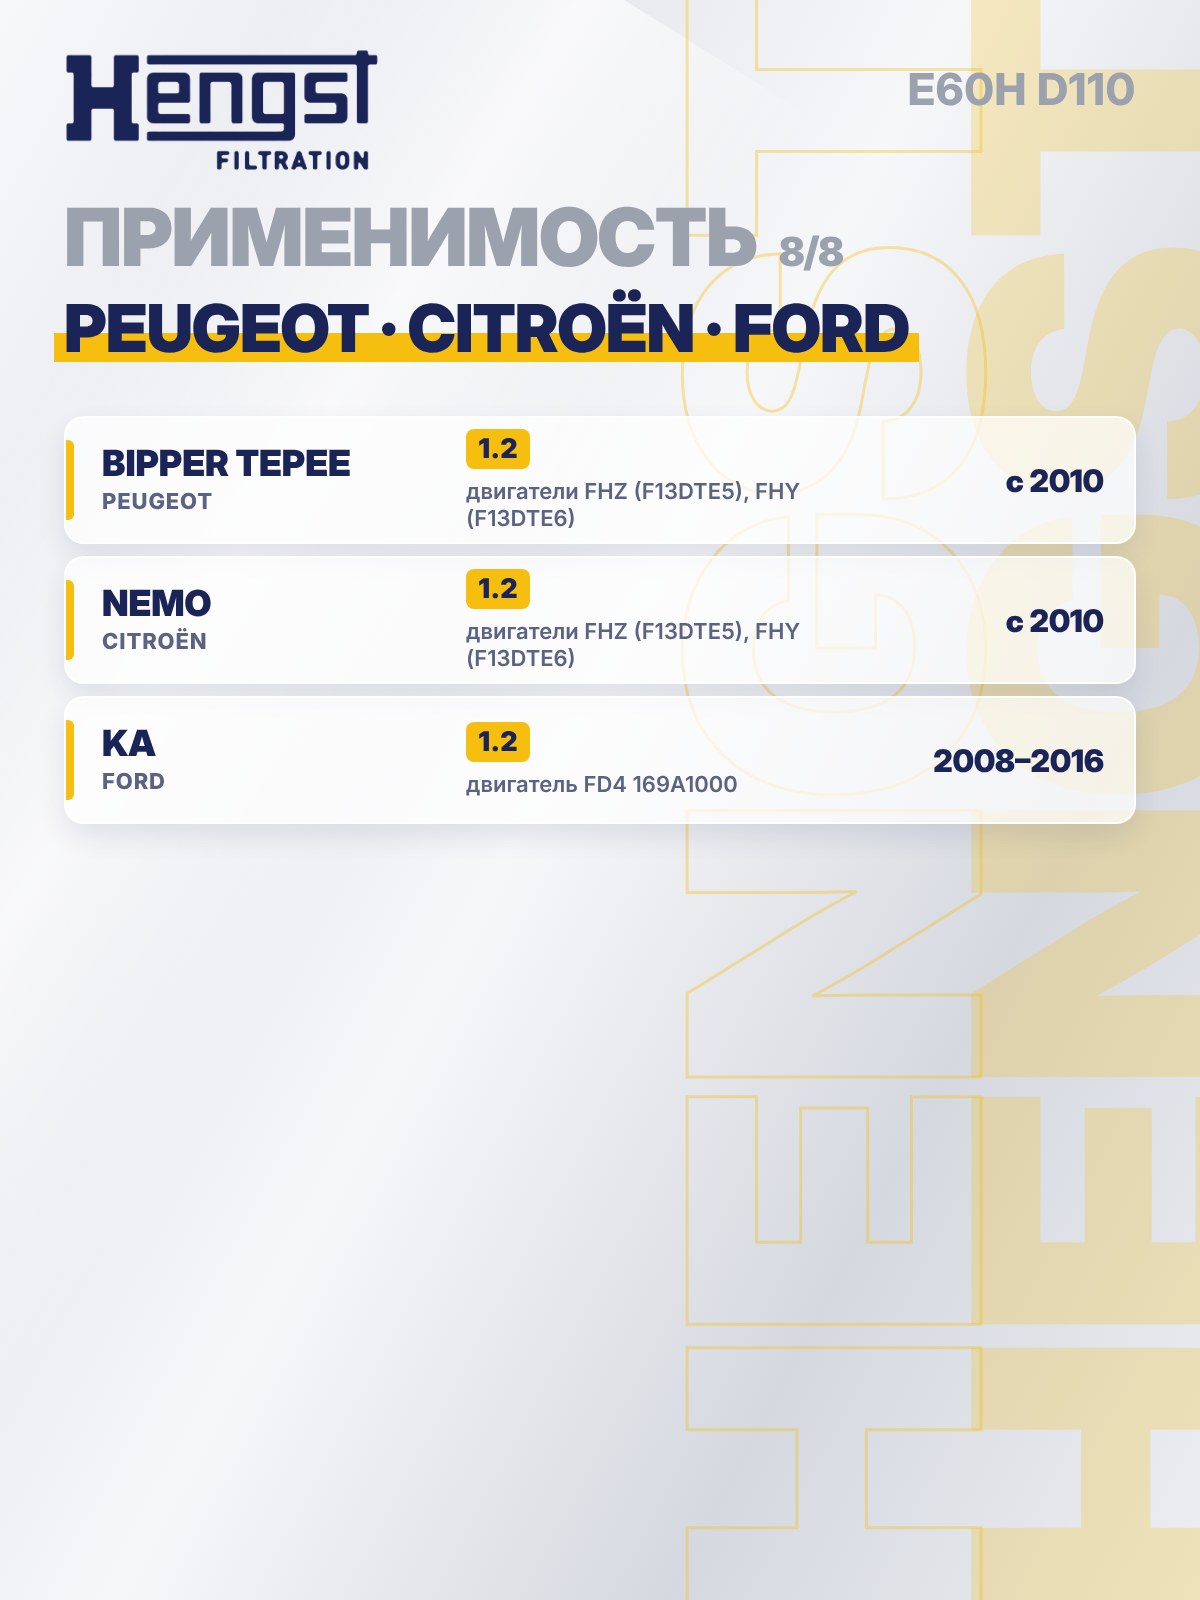 Hengst
FILTRATION
E60H D110
ПРИМЕНИМОСТЬ 8/8
PEUGEOT · CITROËN · FORD
BIPPER TEPEE
PEUGEOT
1.2
двигатели FHZ (F13DTE5), FHY
(F13DTE6)
с 2010
NEMO
CITROËN
1.2
двигатели FHZ (F13DTE5), FHY
(F13DTE6)
с 2010
KA
FORD
1.2
двигатель FD4 169A1000
2008–2016
HENGST
HENGST